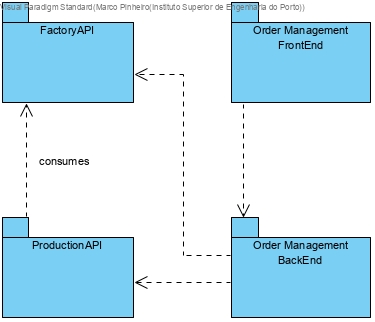 Visual Paradigm Standard(Marco Pinheiro(Instituto Superior de Engenharia do Porto))
FactoryAPI
Order Management
FrontEnd
consumes
ProductionAPI
Order Management
BackEnd